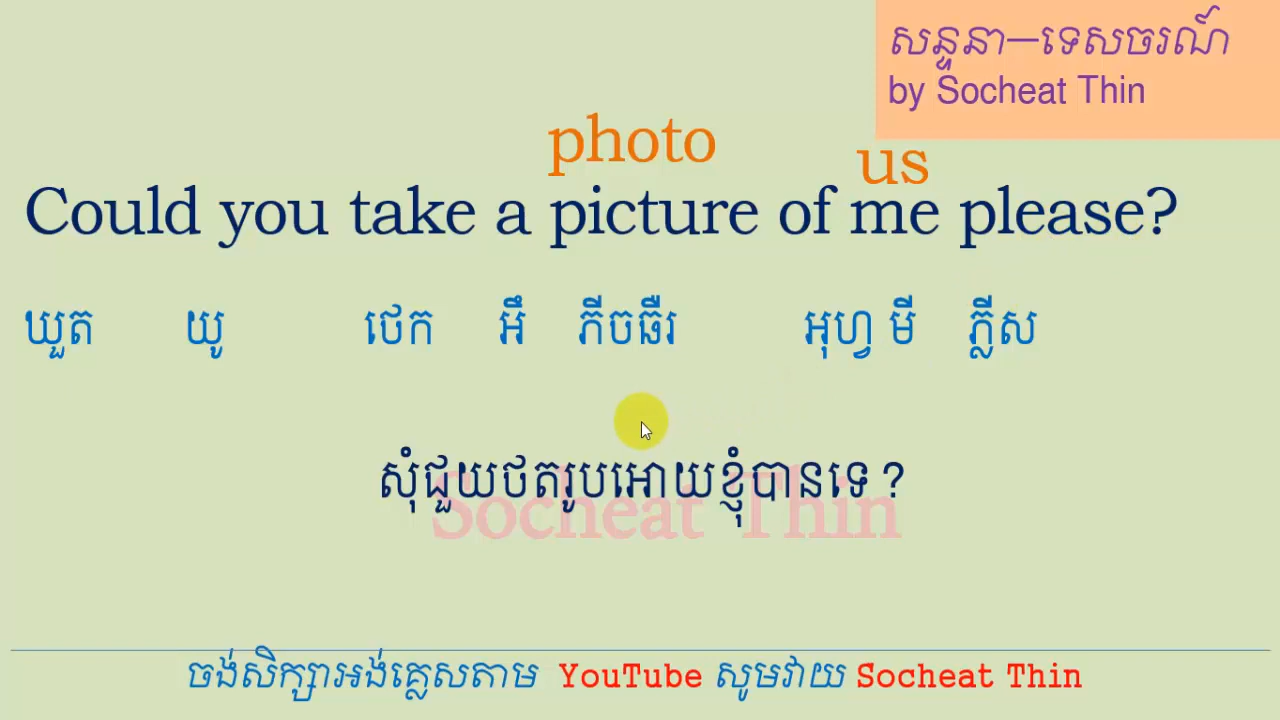 សន្ទនា–ទេសចរណ៍
by Socheat Thin
photo
us
Could you take a picture of me please?
ឃួត យូ ថេក អឹ ភីចឆឺរ អុហ្វ មី ភ្លីស
សុំជួយថតរូបអោយខ្ញុំបានទេ ?
Socheat Thin
ចង់សិក្សាអង់គ្លេសតាម YouTube សូមវាយ Socheat Thin